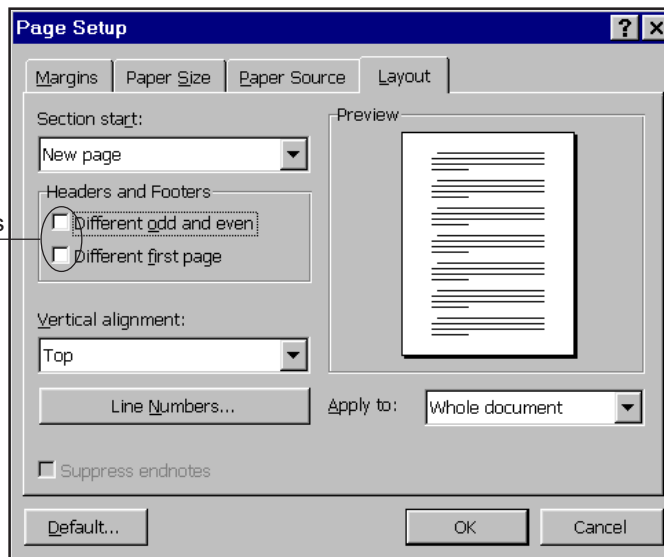 Page Setup
Margins Paper Size Paper Source Layout
Section start:
Preview
New page
Headers and Footers
s
Different odd and even
Different first page
Vertical alignment:
Top
Line Numbers...
Apply to: Whole document
Suppress endnotes
Default... OK Cancel